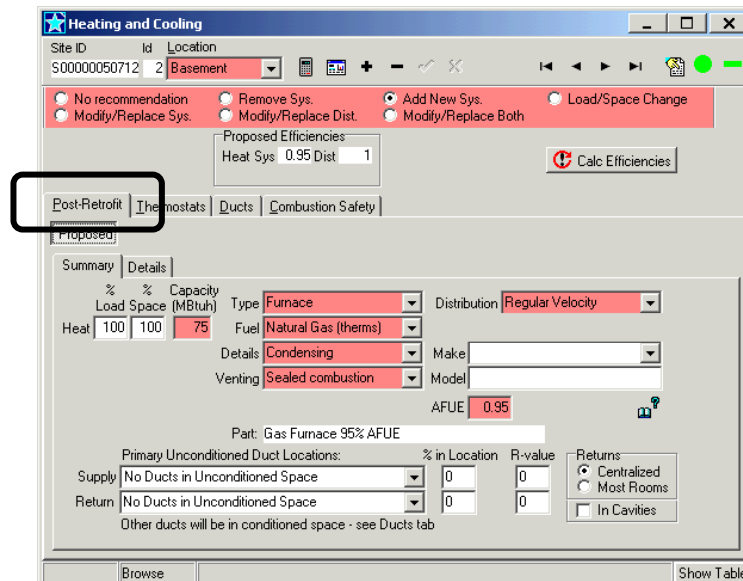 Heating and Cooling
Site ID Id Location
S00000050712 2 Basement
No recommendation Remove Sys. Add New Sys. Load/Space Change
Modify/Replace Sys. Modify/Replace Dist. Modify/Replace Both
Proposed Efficiencies
Heat Sys 0.95 Dist 1
Calc Efficiencies
Post-Retrofit Thermostats Ducts Combustion Safety
Proposed
Summary Details
% % Capacity
Load Space (MBtuh) Type Furnace Distribution Regular Velocity
Heat 100 100 75 Fuel Natural Gas (therms)
Details Condensing Make
Venting Sealed combustion Model
AFUE 0.95
Part: Gas Furnace 95% AFUE
Primary Unconditioned Duct Locations: % in Location R-value Returns
Supply No Ducts in Unconditioned Space 0 0 Centralized
Most Rooms
Return No Ducts in Unconditioned Space 0 0 In Cavities
Other ducts will be in conditioned space - see Ducts tab
Browse Show Table